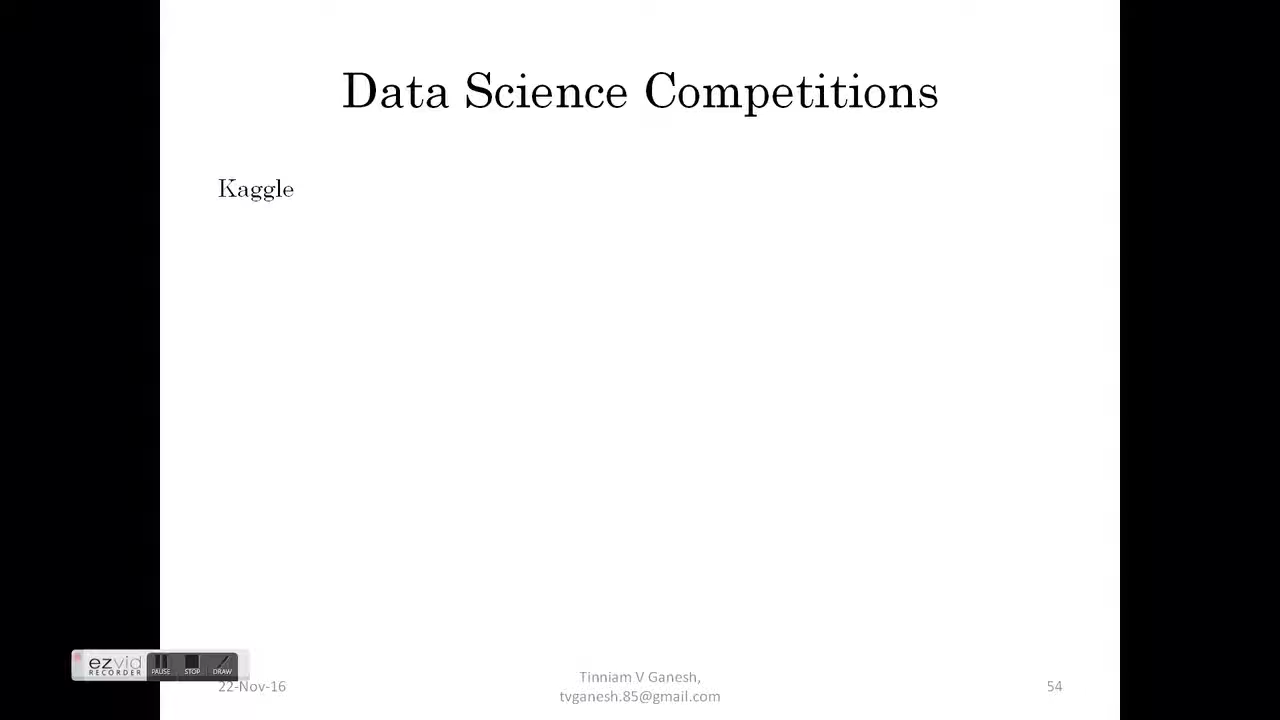 Data Science Competitions
Kaggle
ezvid
RECORDER
PAUSE
STOP
DRAW
22-Nov-16
Tinniam V Ganesh,
tvganesh.85@gmail.com
54